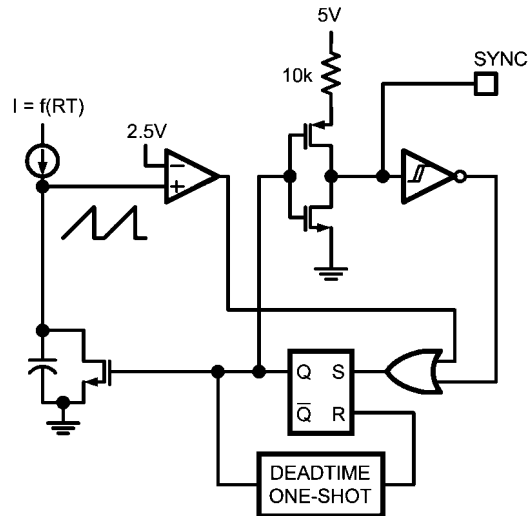 5V
SYNC
10k
I = f(RT)
2.5V
Q S
Q̅ R
DEADTIME
ONE-SHOT